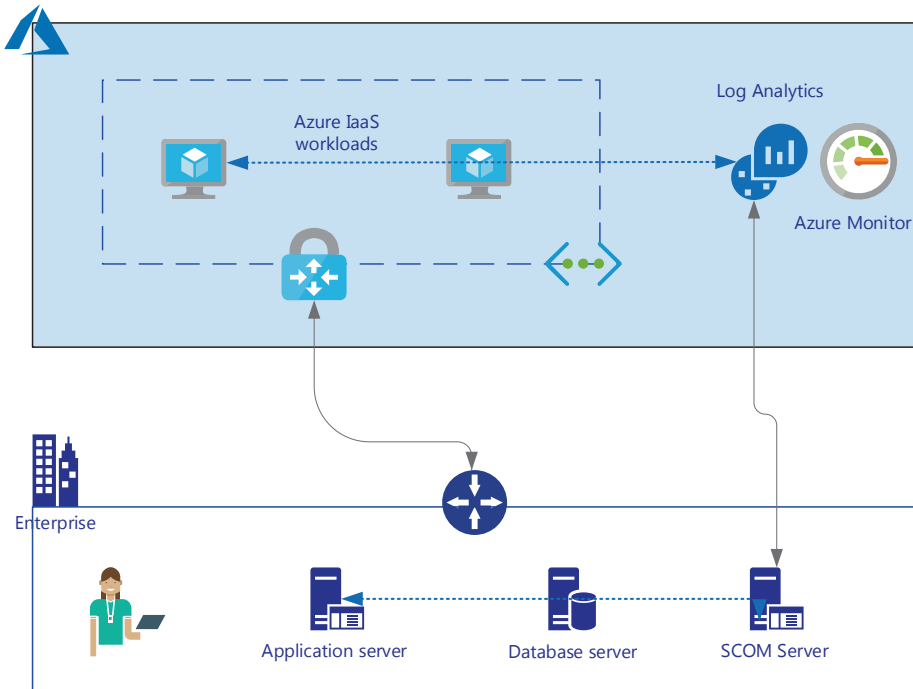 Log Analytics
Azure IaaS
workloads
Azure Monitor
Enterprise
Application server
Database server
SCOM Server